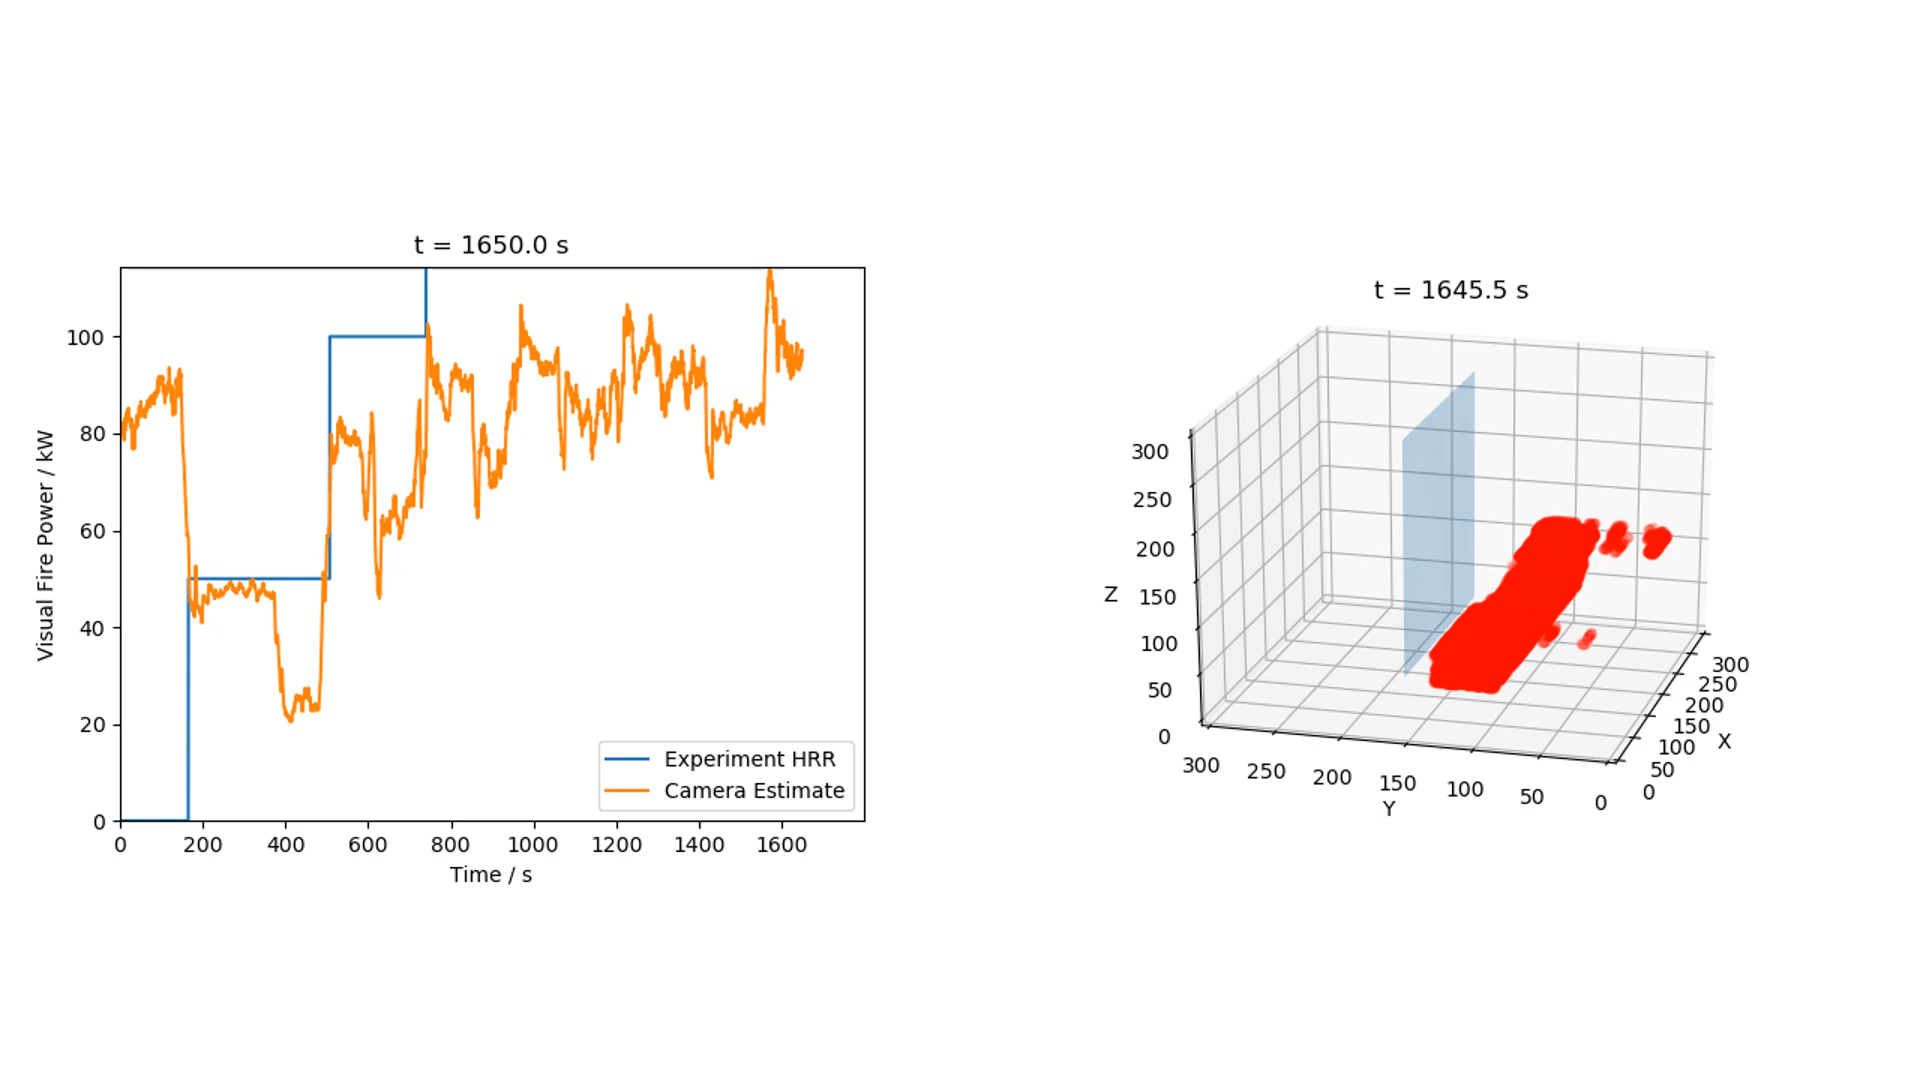 t = 1650.0 s
Visual Fire Power / kW
100
80
60
40
20
0
0 200 400 600 800 1000 1200 1400 1600
Time / s
Experiment HRR
Camera Estimate
t = 1645.5 s
Z
300
250
200
150
100
50
0
300 250 200 150 100 50 0
Y
300
250
200
150
100
50
0
X